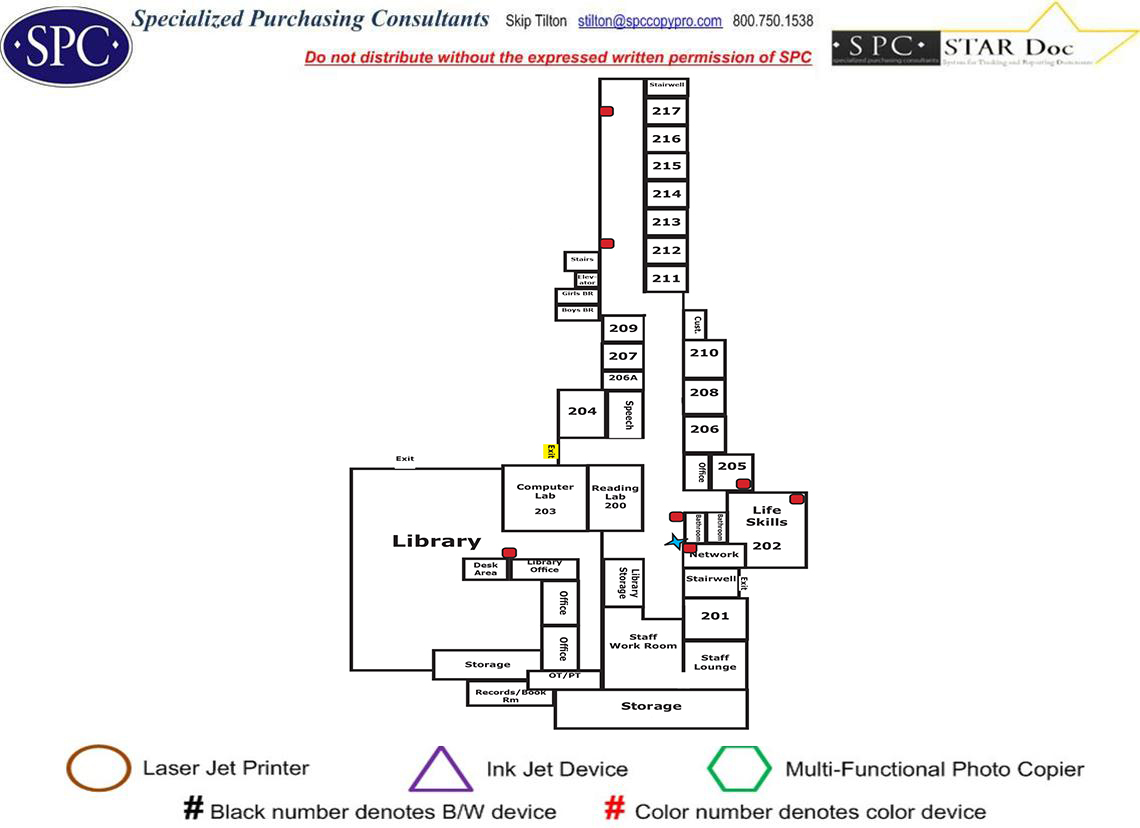 Specialized Purchasing Consultants Skip Tilton stilton@spccopypro.com 800.750.1538
·SPC·
Do not distribute without the expressed written permission of SPC
·SPC· STAR Doc
specialized purchasing consultants System for Tracking and Reporting Documents
Stairwell
217
216
215
214
213
212
211
Stairs
Elev-
ator
Girls BR
Boys BR
209
Cust.
207
210
206A
208
204
Speech
206
Exit
Exit
Office
205
Computer
Lab
203
Reading
Lab
200
Life
Skills
202
Bathroom
Bathroom
Library
Network
Desk
Area
Library
Office
Library
Storage
Stairwell
Exit
Office
201
Staff
Work Room
Office
Staff
Lounge
Storage
OT/PT
Records/Book
Rm
Storage
Laser Jet Printer
Ink Jet Device
Multi-Functional Photo Copier
# Black number denotes B/W device
# Color number denotes color device